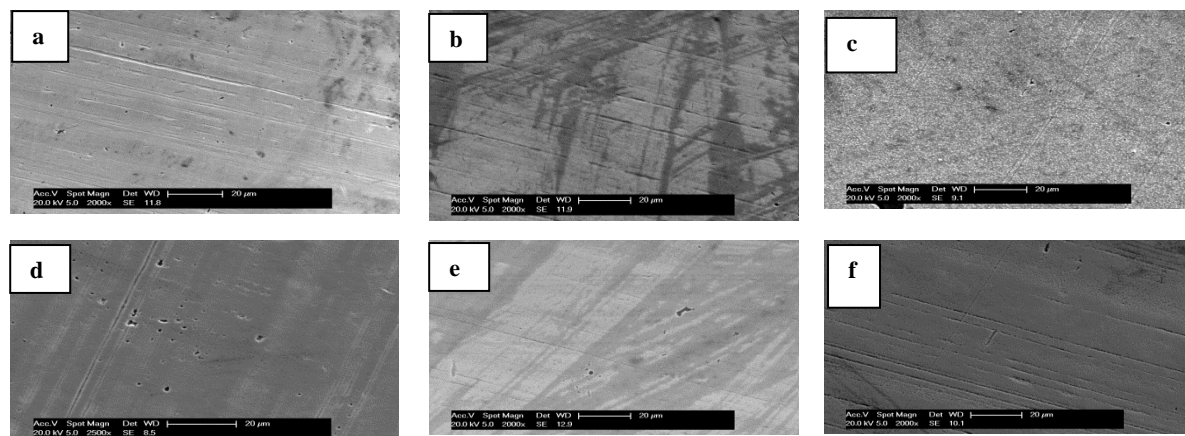 a
b
c
Acc.V Spot Magn Det WD 20 µm
20.0 kV 5.0 2000x SE 11.8
Acc.V Spot Magn Det WD 20 µm
20.0 kV 5.0 2000x SE 11.9
Acc.V Spot Magn Det WD 20 µm
20.0 kV 5.0 2000x SE 9.1
d
e
f
Acc.V Spot Magn Det WD 20 µm
20.0 kV 5.0 2500x SE 8.5
Acc.V Spot Magn Det WD 20 µm
20.0 kV 5.0 2000x SE 12.9
Acc.V Spot Magn Det WD 20 µm
20.0 kV 5.0 2000x SE 10.1